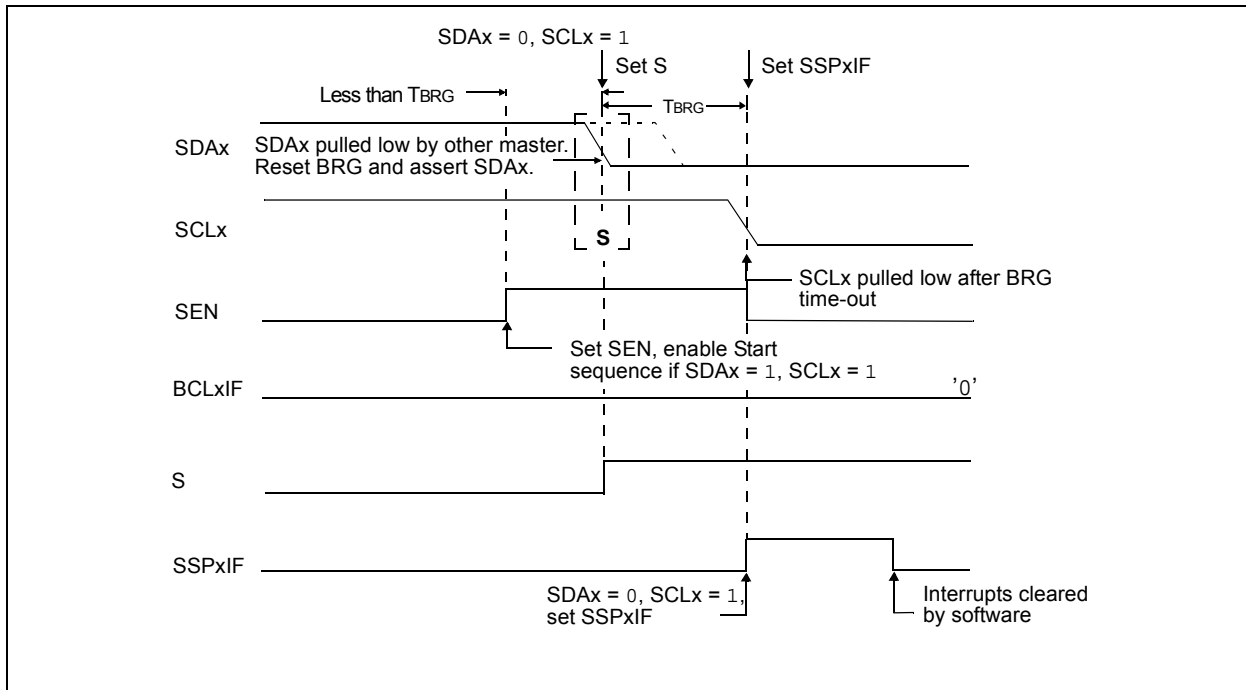 SDAx = 0, SCLx = 1
Set S
Set SSPxIF
Less than TBRG
TBRG
SDAx
SDAx pulled low by other master.
Reset BRG and assert SDAx.
SCLx
S
SCLx pulled low after BRG
time-out
SEN
Set SEN, enable Start
sequence if SDAx = 1, SCLx = 1
BCLxIF
'0'
S
SSPxIF
SDAx = 0, SCLx = 1,
set SSPxIF
Interrupts cleared
by software